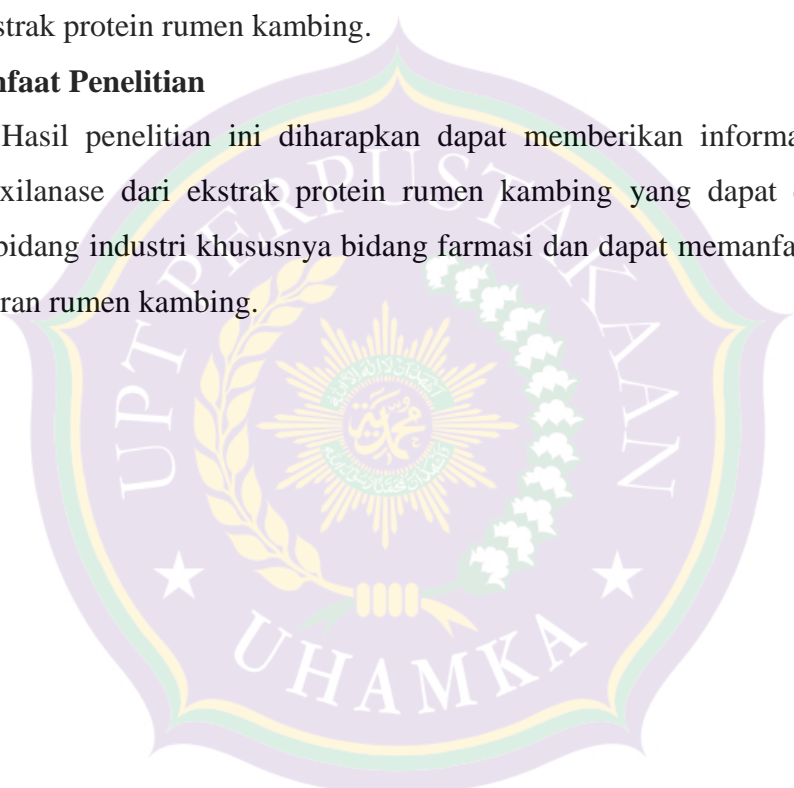 strak protein rumen kambing.
nfaat Penelitian
Hasil penelitian ini diharapkan dapat memberikan informa
xilanase dari ekstrak protein rumen kambing yang dapat
bidang industri khususnya bidang farmasi dan dapat memanfa
ran rumen kambing.
UPT PERPUSTAKAAN
محمدية
UHAMKA